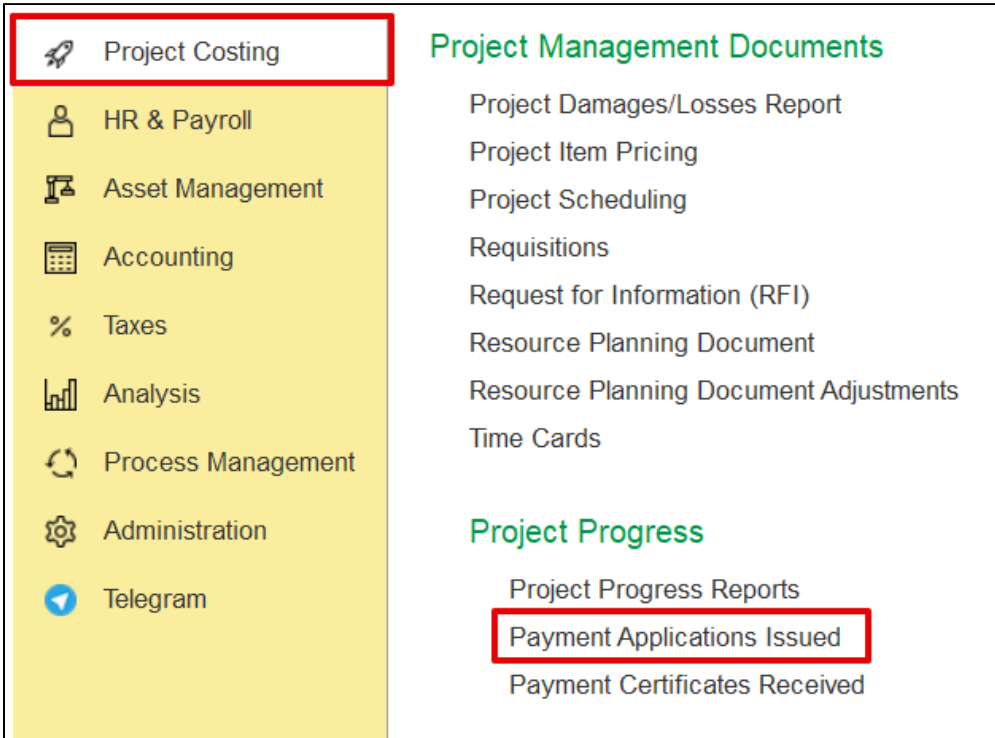 Project Costing
HR & Payroll
Asset Management
Accounting
% Taxes
Analysis
Process Management
Administration
Telegram
Project Management Documents
Project Damages/Losses Report
Project Item Pricing
Project Scheduling
Requisitions
Request for Information (RFI)
Resource Planning Document
Resource Planning Document Adjustments
Time Cards
Project Progress
Project Progress Reports
Payment Applications Issued
Payment Certificates Received